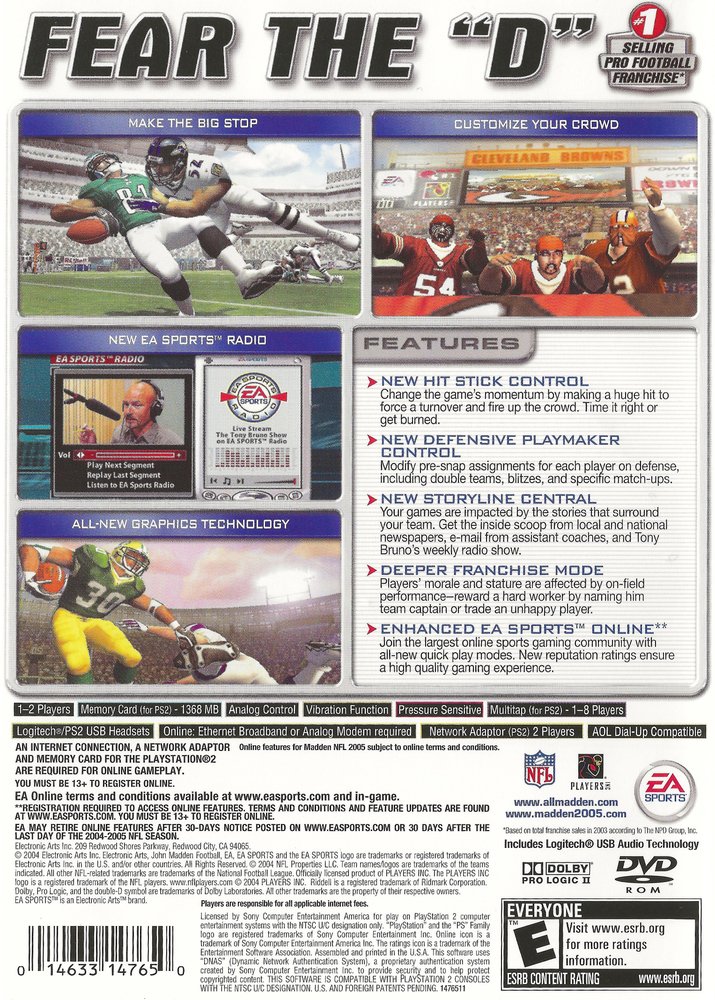 FEAR THE "D"
#1
SELLING
PRO FOOTBALL
FRANCHISE*
MAKE THE BIG STOP
81
52
CUSTOMIZE YOUR CROWD
CLEVELAND BROWNS
PLAYERS
54
NEW EA SPORTS™ RADIO
EA SPORTS™ RADIO
EA SPORTS
EA SPORTS
EA
SPORTS
RADIO
Live Stream
The Tony Bruno Show
on EA SPORTS™ Radio
Vol
Play Next Segment
Replay Last Segment
Listen to EA Sports Radio
ALL-NEW GRAPHICS TECHNOLOGY
30
FEATURES
NEW HIT STICK CONTROL
Change the game's momentum by making a huge hit to
force a turnover and fire up the crowd. Time it right or
get burned.
NEW DEFENSIVE PLAYMAKER
CONTROL
Modify pre-snap assignments for each player on defense,
including double teams, blitzes, and specific match-ups.
NEW STORYLINE CENTRAL
Your games are impacted by the stories that surround
your team. Get the inside scoop from local and national
newspapers, e-mail from assistant coaches, and Tony
Bruno's weekly radio show.
DEEPER FRANCHISE MODE
Players' morale and stature are affected by on-field
performance–reward a hard worker by naming him
team captain or trade an unhappy player.
ENHANCED EA SPORTS™ ONLINE**
Join the largest online sports gaming community with
all-new quick play modes. New reputation ratings ensure
a high quality gaming experience.
1–2 Players Memory Card (for PS2) - 1368 MB Analog Control Vibration Function Pressure Sensitive Multitap (for PS2) - 1–8 Players
Logitech®/PS2 USB Headsets Online: Ethernet Broadband or Analog Modem required Network Adaptor (PS2) 2 Players AOL Dial-Up Compatible
AN INTERNET CONNECTION, A NETWORK ADAPTOR
AND MEMORY CARD FOR THE PLAYSTATION®2
ARE REQUIRED FOR ONLINE GAMEPLAY.
Online features for Madden NFL 2005 subject to online terms and conditions.
YOU MUST BE 13+ TO REGISTER ONLINE.
EA Online terms and conditions available at www.easports.com and in-game.
**REGISTRATION REQUIRED TO ACCESS ONLINE FEATURES. TERMS AND CONDITIONS AND FEATURE UPDATES ARE FOUND
AT WWW.EASPORTS.COM. YOU MUST BE 13+ TO REGISTER ONLINE.
EA MAY RETIRE ONLINE FEATURES AFTER 30-DAYS NOTICE POSTED ON WWW.EASPORTS.COM OR 30 DAYS AFTER THE
LAST DAY OF THE 2004-2005 NFL SEASON.
Electronic Arts Inc. 209 Redwood Shores Parkway, Redwood City, CA 94065.
© 2004 Electronic Arts Inc. Electronic Arts, John Madden Football, EA, EA SPORTS and the EA SPORTS logo are trademarks or registered trademarks of
Electronic Arts Inc. in the U.S. and/or other countries. All Rights Reserved. © 2004 NFL Properties LLC. Team names/logos are trademarks of the teams
indicated. All other NFL-related trademarks are trademarks of the National Football League. Officially licensed product of PLAYERS INC. The PLAYERS INC
logo is a registered trademark of the NFL players. www.nflplayers.com © 2004 PLAYERS INC. Riddell is a registered trademark of Ridmark Corporation.
Dolby, Pro Logic, and the double-D symbol are trademarks of Dolby Laboratories. All other trademarks are the property of their respective owners.
EA SPORTS™ is an Electronic Arts™ brand.
NFL
PLAYERS INC
EA
SPORTS
www.allmadden.com
www.madden2005.com
*Based on total franchise sales in 2003 according to The NPD Group, Inc.
Includes Logitech® USB Audio Technology
DOLBY
PRO LOGIC II
DVD
ROM
Players are responsible for all applicable internet fees.
Licensed by Sony Computer Entertainment America for play on PlayStation 2 computer
entertainment systems with the NTSC U/C designation only. "PlayStation" and the "PS" Family
logo are registered trademarks of Sony Computer Entertainment Inc. Online icon is a
trademark of Sony Computer Entertainment America Inc. The ratings icon is a trademark of the
Entertainment Software Association. Assembled and printed in the U.S.A. This software uses
"DNAS" (Dynamic Network Authentication System), a proprietary authentication system
created by Sony Computer Entertainment Inc. to provide security and to help protect
copyrighted content. THIS SOFTWARE IS COMPATIBLE WITH PLAYSTATION 2 CONSOLES
WITH THE NTSC U/C DESIGNATION. U.S. AND FOREIGN PATENTS PENDING. 1476511
0 14633 14765 0
EVERYONE
E
Visit www.esrb.org
for more ratings
information.
ESRB CONTENT RATING www.esrb.org